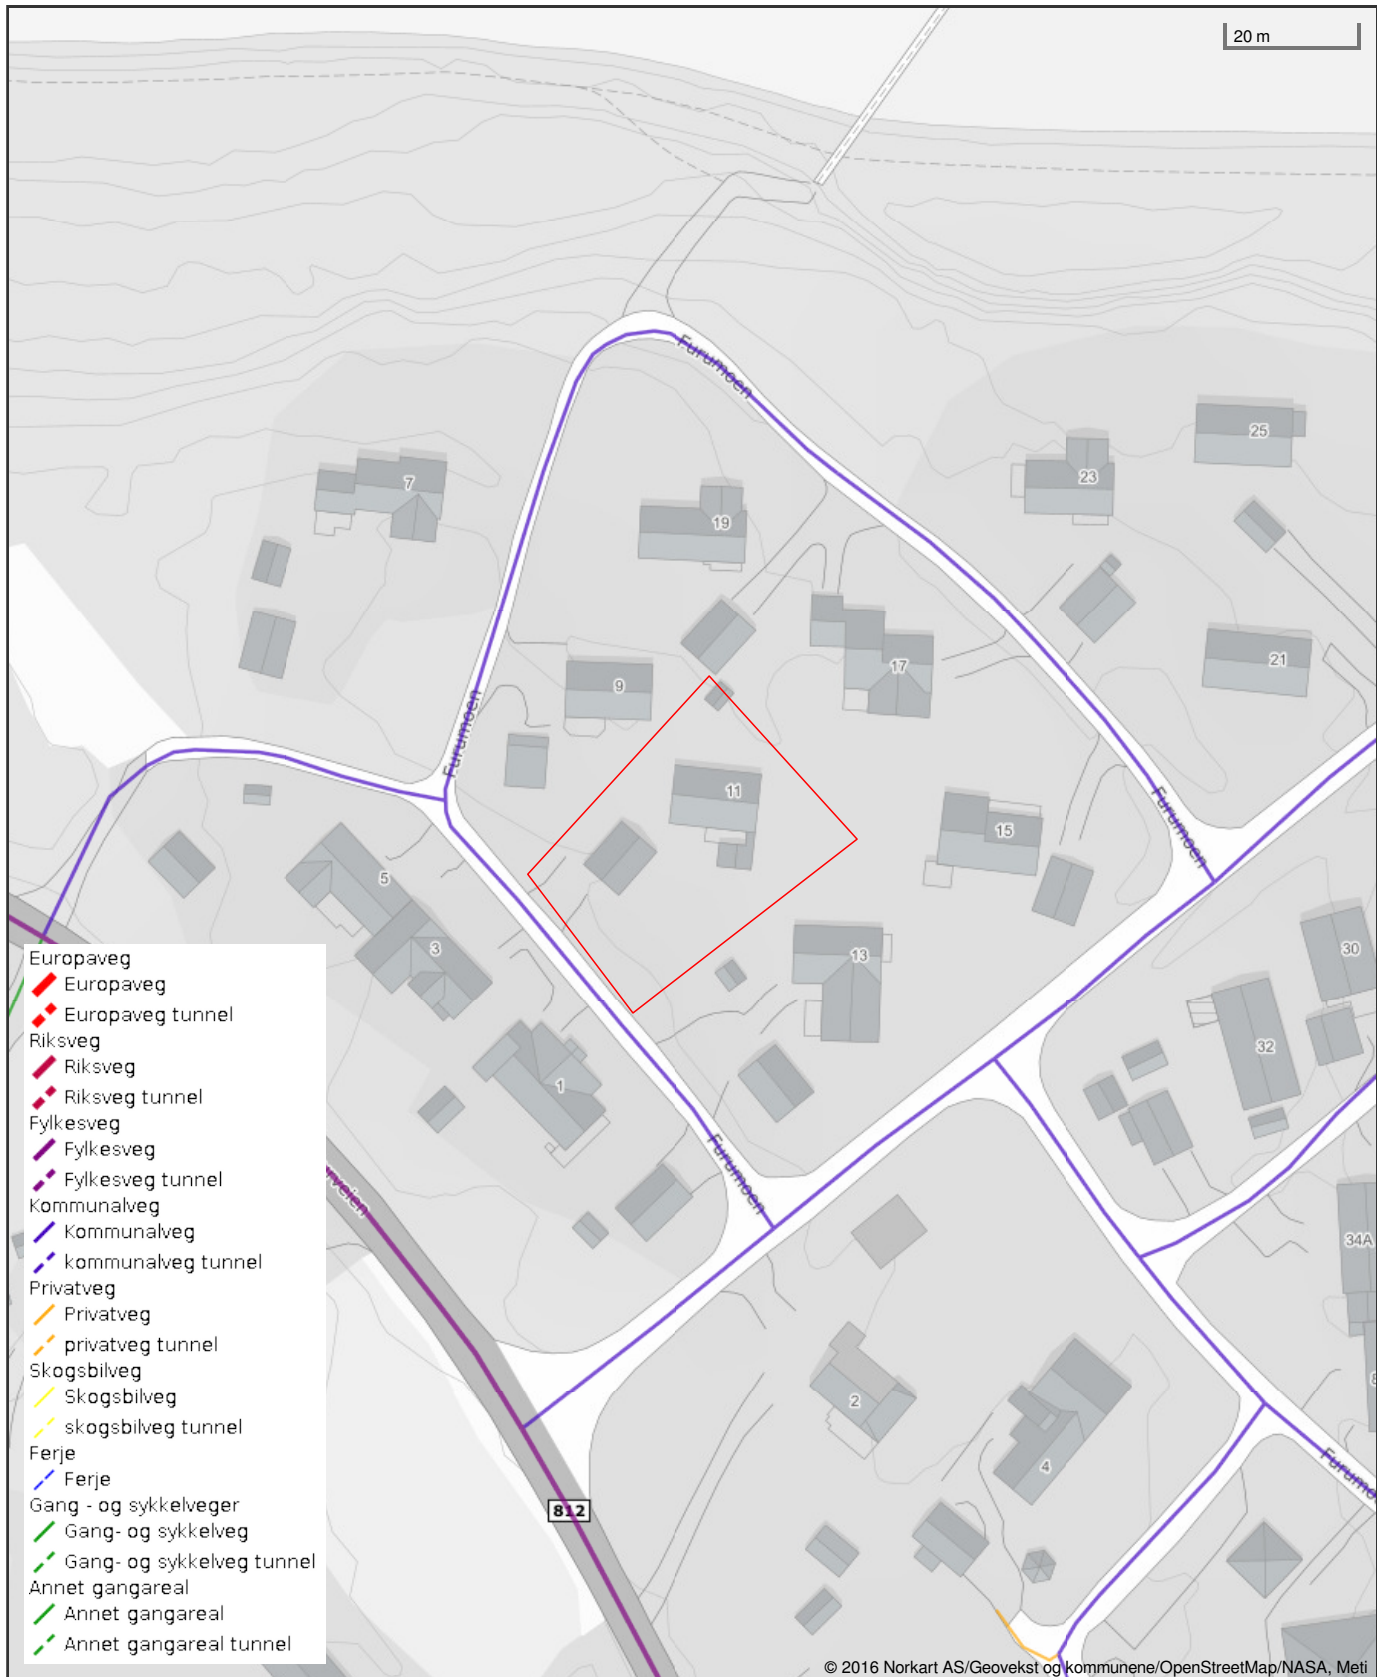 20 m
Furumoen
25
23
7
19
17
21
9
Furumoen
11
Furumoen
15
5
3
13
30
32
1
Furumoen
34A
2
4
812
Europaveg
Europaveg
Europaveg tunnel
Riksveg
Riksveg
Riksveg tunnel
Fylkesveg
Fylkesveg
Fylkesveg tunnel
Kommunalveg
Kommunalveg
kommunalveg tunnel
Privatveg
Privatveg
privatveg tunnel
Skogsbilveg
Skogsbilveg
skogsbilveg tunnel
Ferje
Ferje
Gang - og sykkelveger
Gang- og sykkelveg
Gang- og sykkelveg tunnel
Annet gangareal
Annet gangareal
Annet gangareal tunnel
© 2016 Norkart AS/Geovekst og kommunene/OpenStreetMap/NASA, Meti